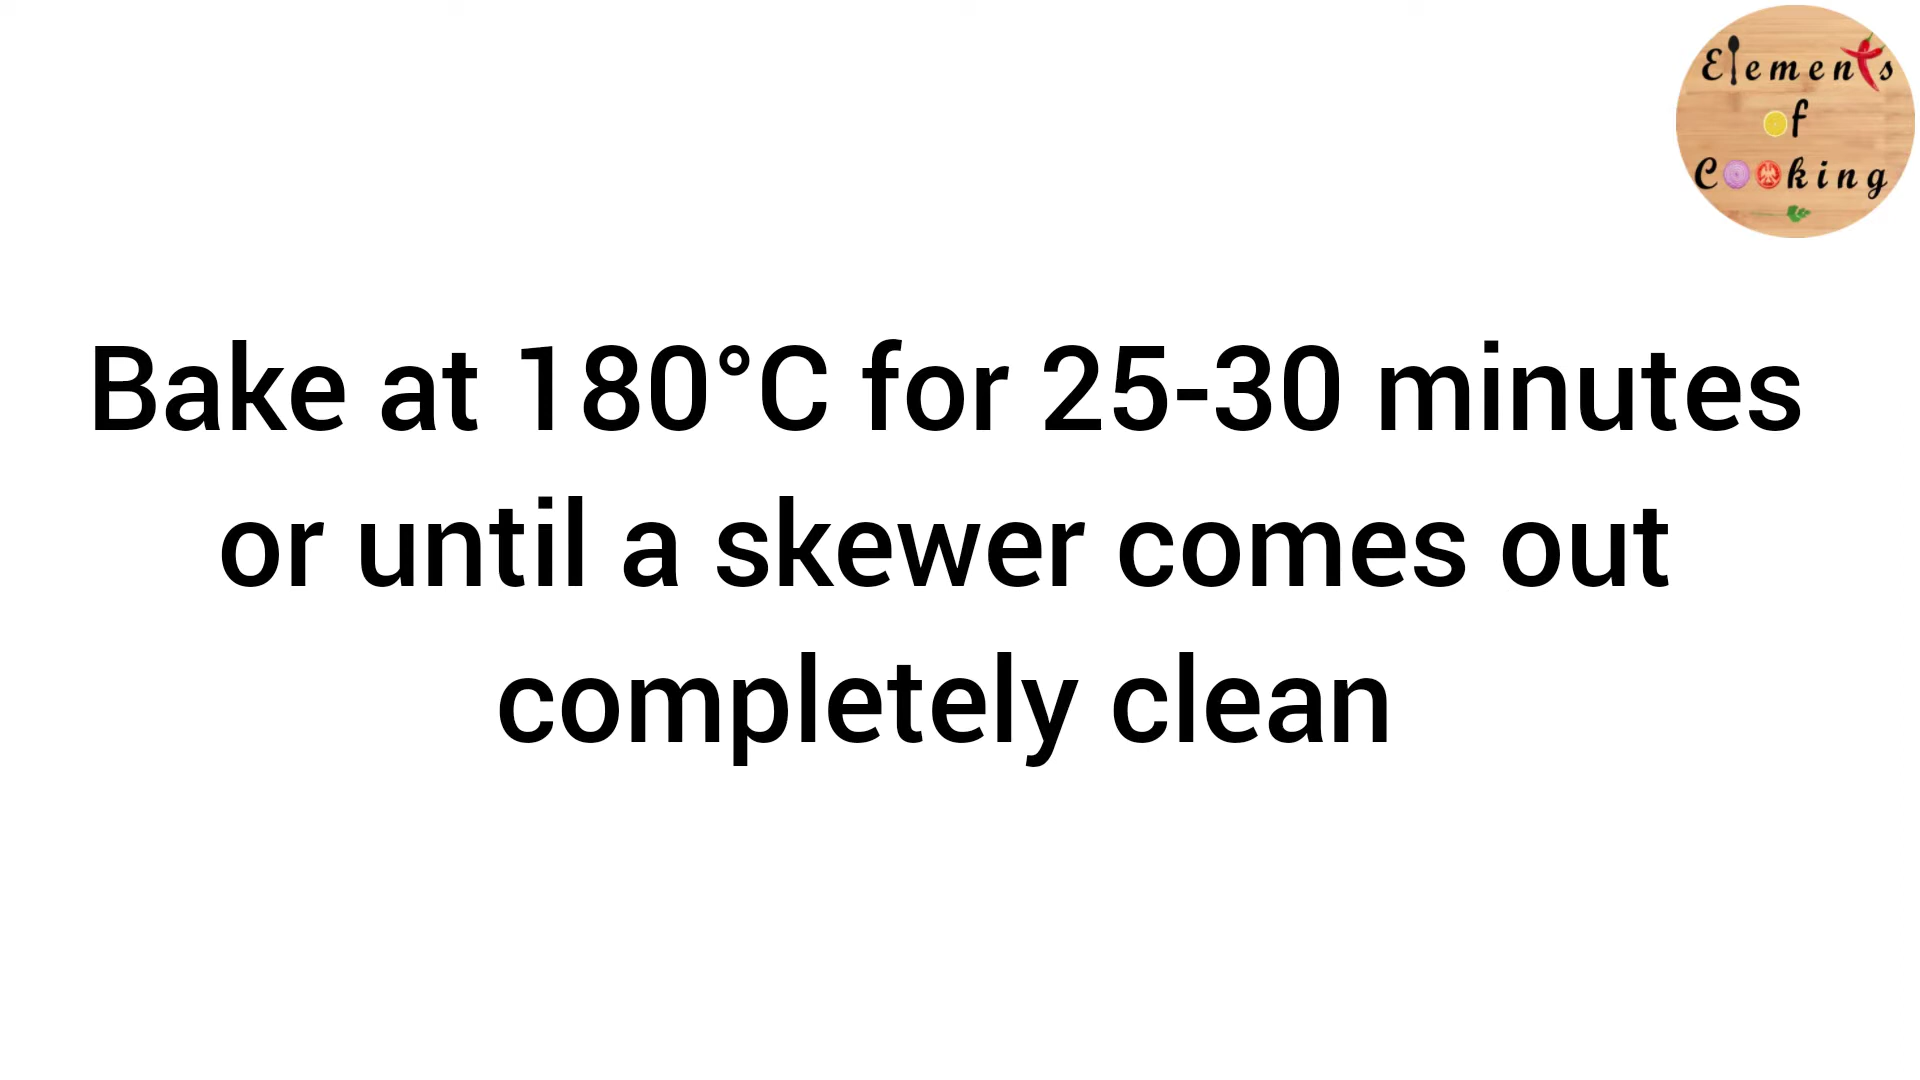 Elements
of
Cooking
Bake at 180°C for 25-30 minutes
or until a skewer comes out
completely clean